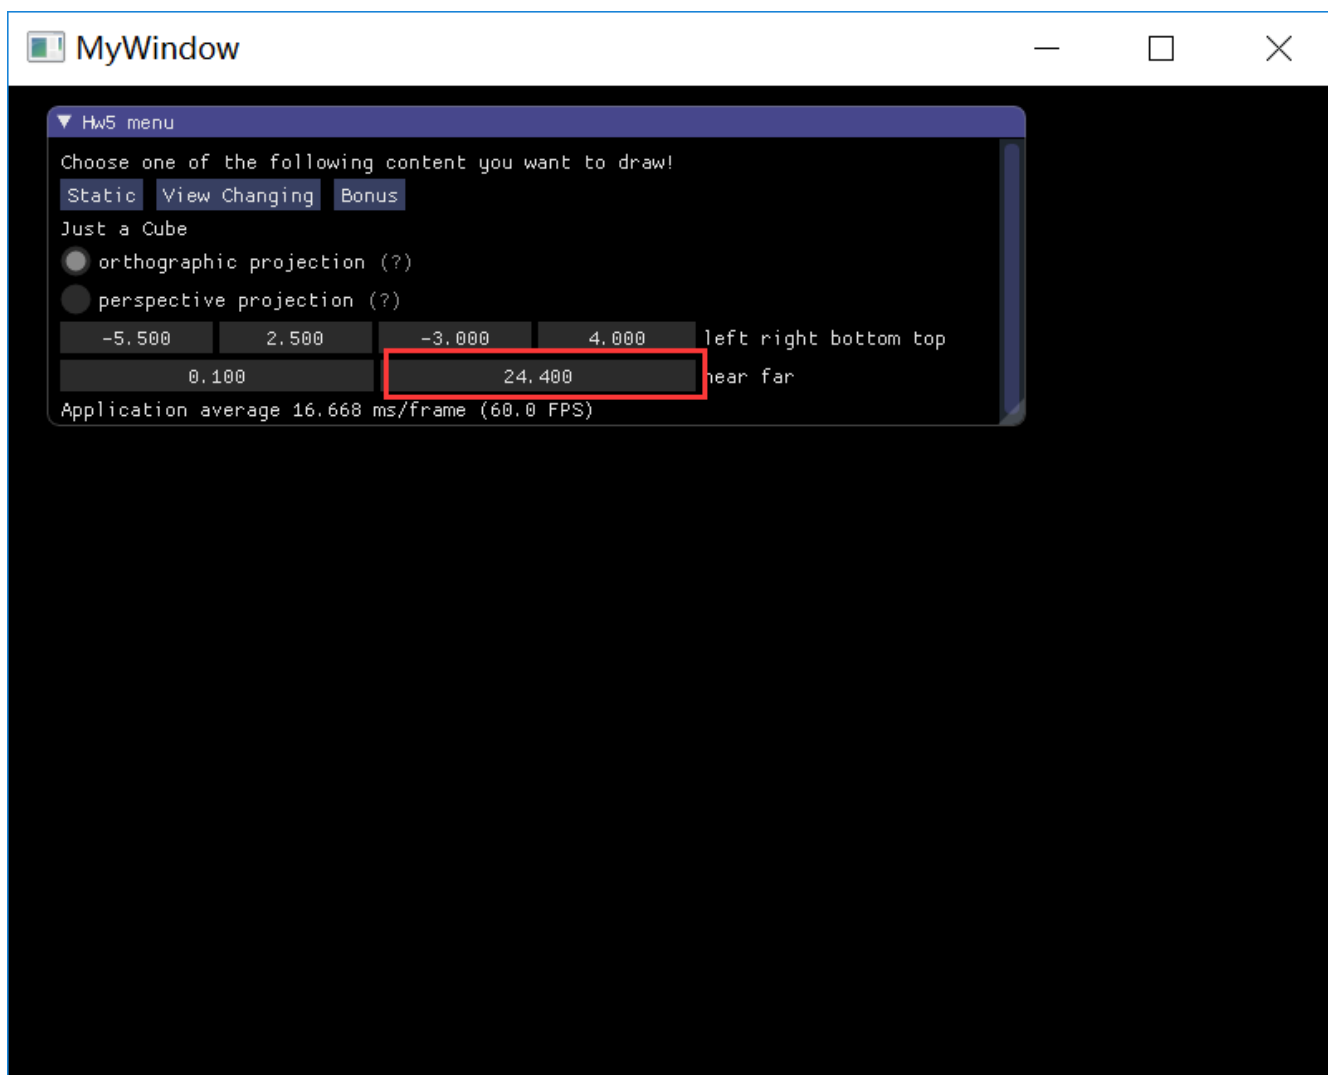 MyWindow
Hw5 menu
Choose one of the following content you want to draw!
Static View Changing Bonus
Just a Cube
orthographic projection (?)
perspective projection (?)
-5.500 2.500 -3.000 4.000 left right bottom top
0.100 24.400 near far
Application average 16.668 ms/frame (60.0 FPS)